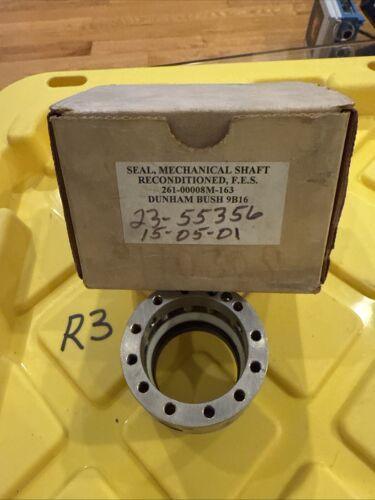 SEAL, MECHANICAL SHAFT
RECONDITIONED, F.E.S.
261-00008M-163
DUNHAM BUSH 9B16
23-55356
15-05-01
R3